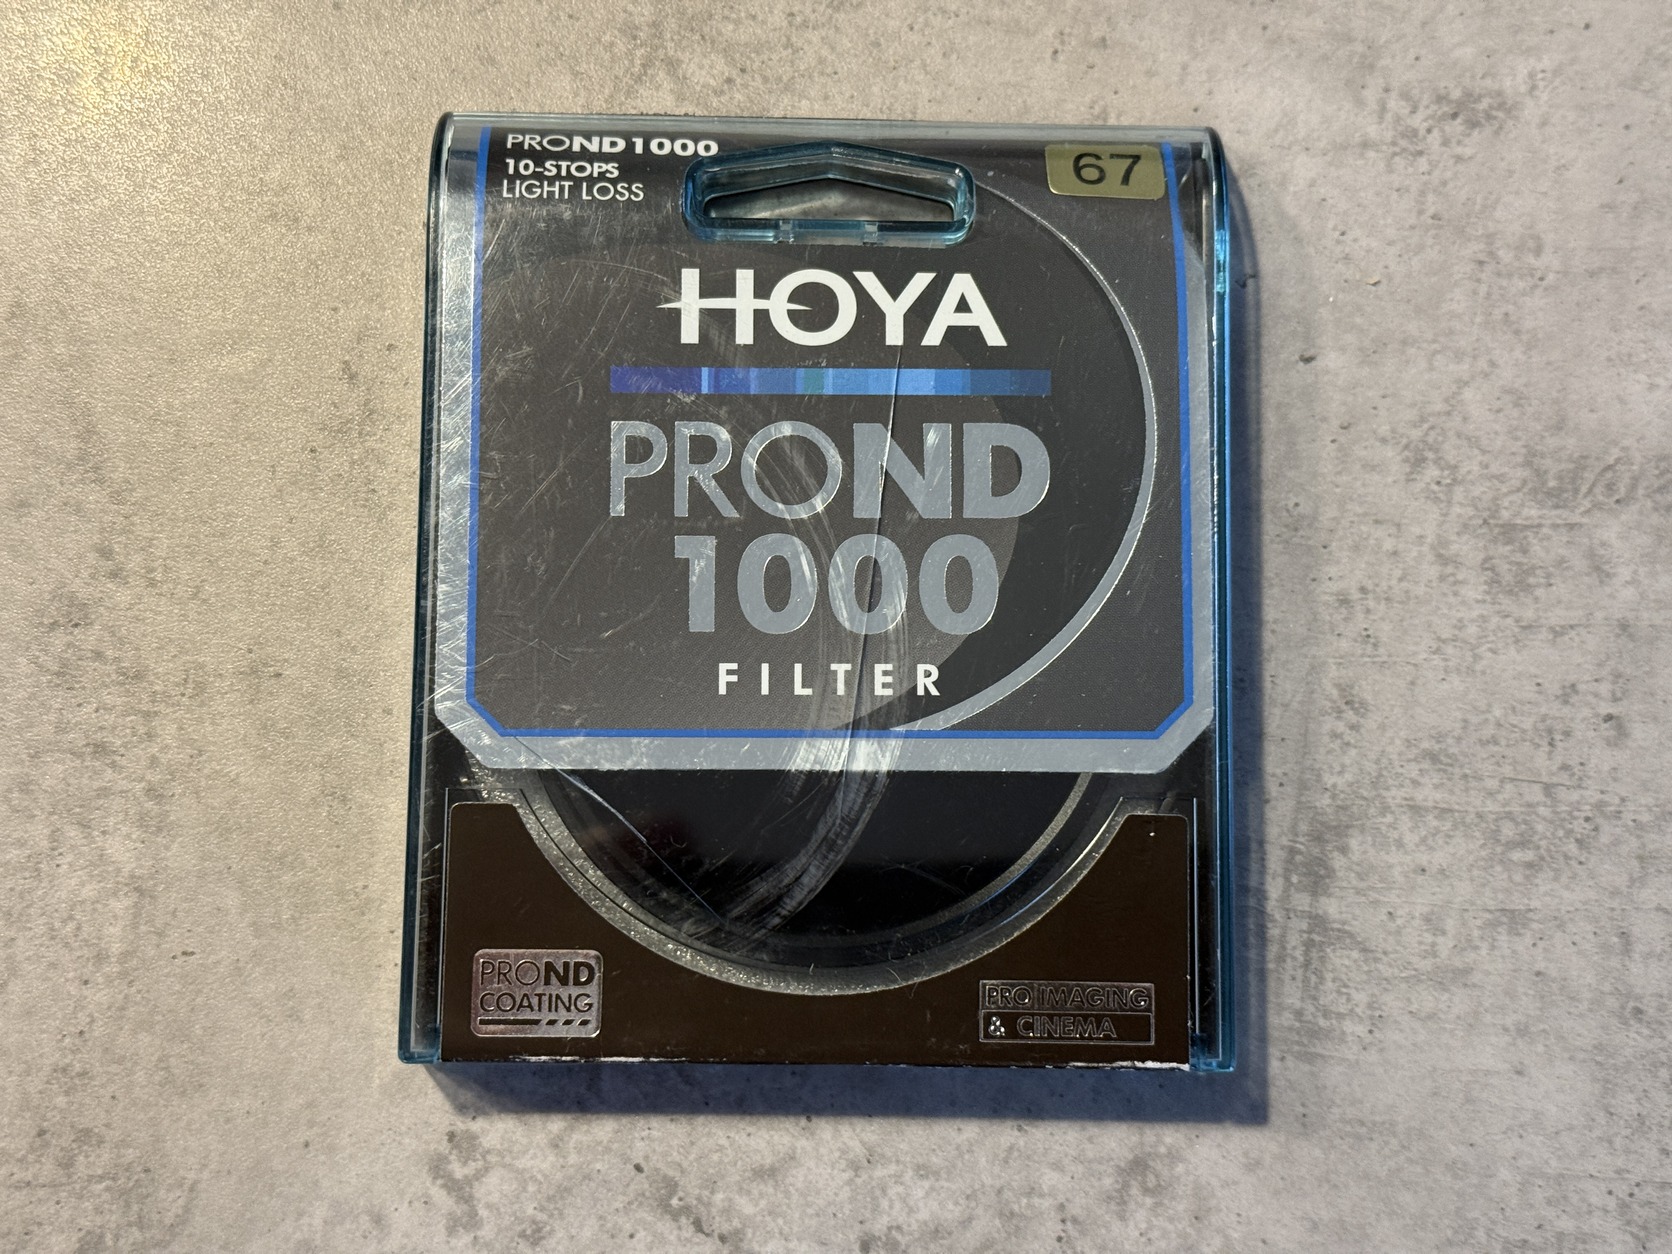 PROND1000
10-STOPS
LIGHT LOSS
67
HOYA
PROND
1000
FILTER
PROND
COATING
PRO IMAGING
& CINEMA